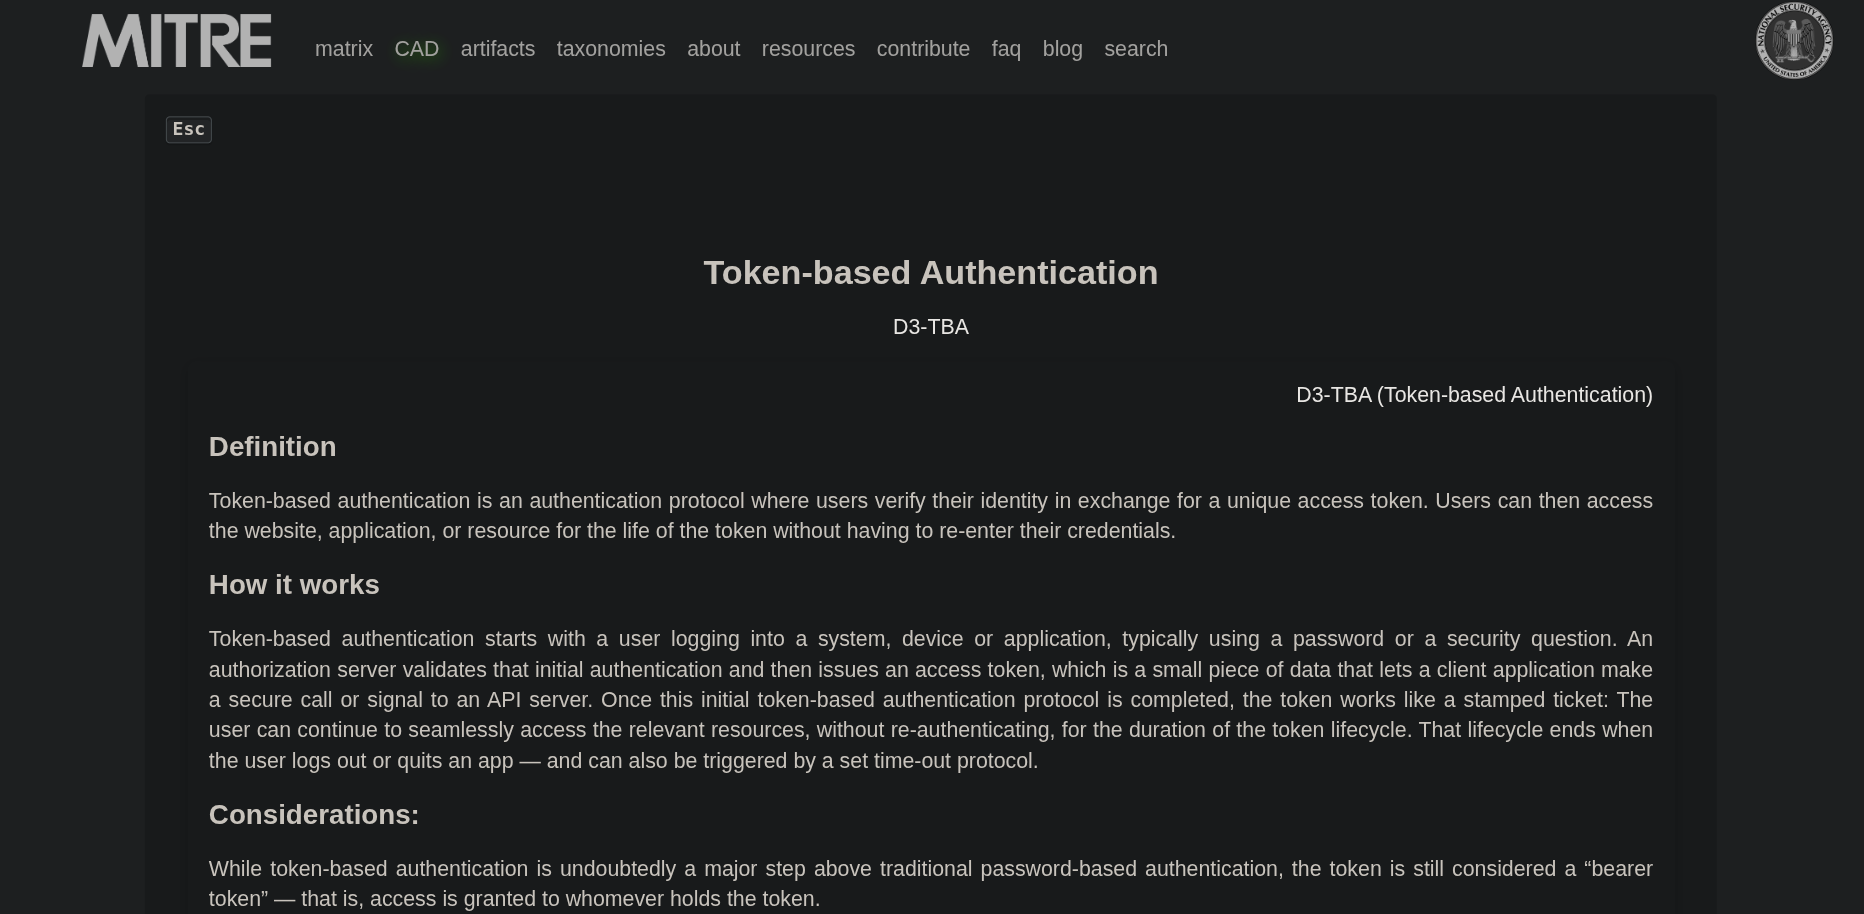 MITRE
matrix CAD artifacts taxonomies about resources contribute faq blog search
NATIONAL SECURITY AGENCY
UNITED STATES OF AMERICA
Esc
Token-based Authentication
D3-TBA
D3-TBA (Token-based Authentication)
Definition
Token-based authentication is an authentication protocol where users verify their identity in exchange for a unique access token. Users can then access
the website, application, or resource for the life of the token without having to re-enter their credentials.
How it works
Token-based authentication starts with a user logging into a system, device or application, typically using a password or a security question. An
authorization server validates that initial authentication and then issues an access token, which is a small piece of data that lets a client application make
a secure call or signal to an API server. Once this initial token-based authentication protocol is completed, the token works like a stamped ticket: The
user can continue to seamlessly access the relevant resources, without re-authenticating, for the duration of the token lifecycle. That lifecycle ends when
the user logs out or quits an app — and can also be triggered by a set time-out protocol.
Considerations:
While token-based authentication is undoubtedly a major step above traditional password-based authentication, the token is still considered a “bearer
token” — that is, access is granted to whomever holds the token.